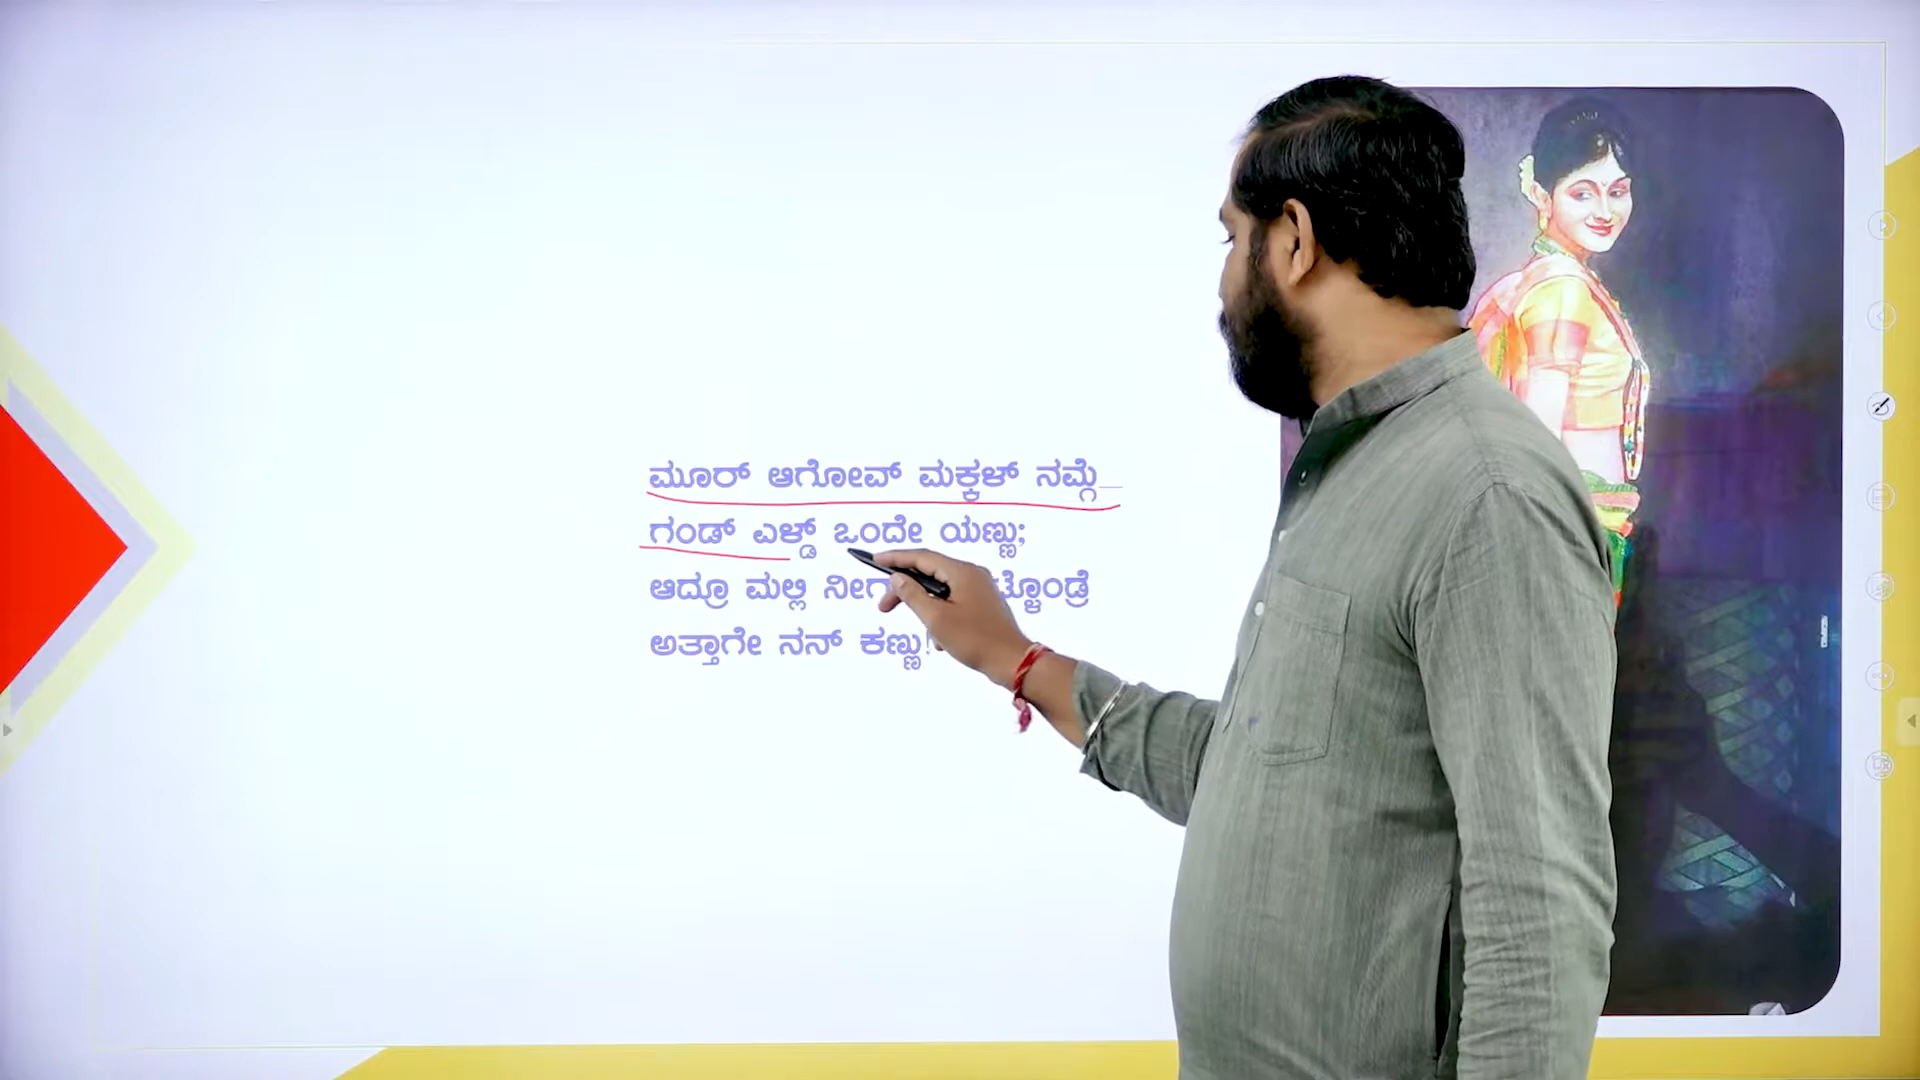 ಮೂರ್ ಆಗೋವ್ ಮಕ್ಕಳ್ ನಮ್ಗೆ
ಗಂಡ್ ಎಳ್ಡ್ ಒಂದೇ ಯಣ್ಣು;
ಆದ್ರೂ ಮಲ್ಲಿ
ಅತ್ತಾಗೇ ನನ್ ಕಣ್ಣು!